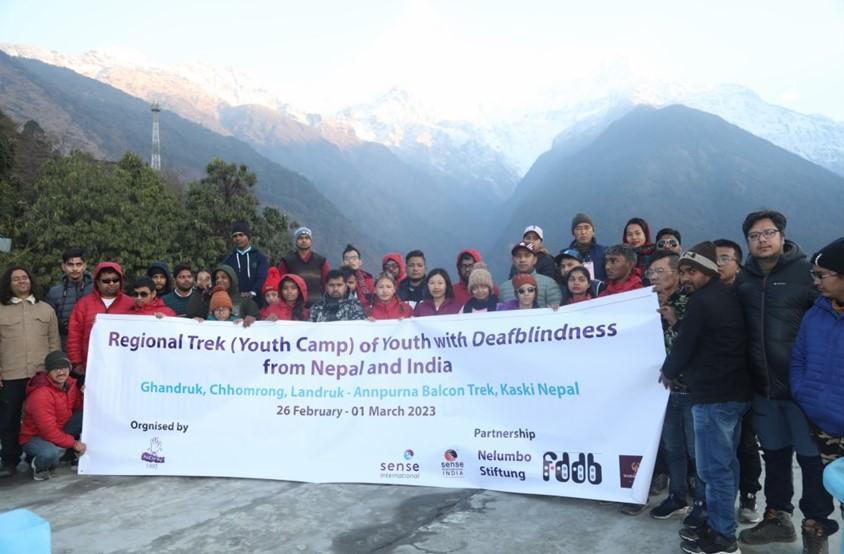 Regional Trek (Youth Camp) of Youth with Deafblindness
from Nepal and India
Ghandruk, Chhomrong, Landruk - Annpurna Balcon Trek, Kaski Nepal
26 February - 01 March 2023
Orgnised by
1993
sense
international
sense
INDIA
Partnership
Nelumbo
Stiftung
fddb